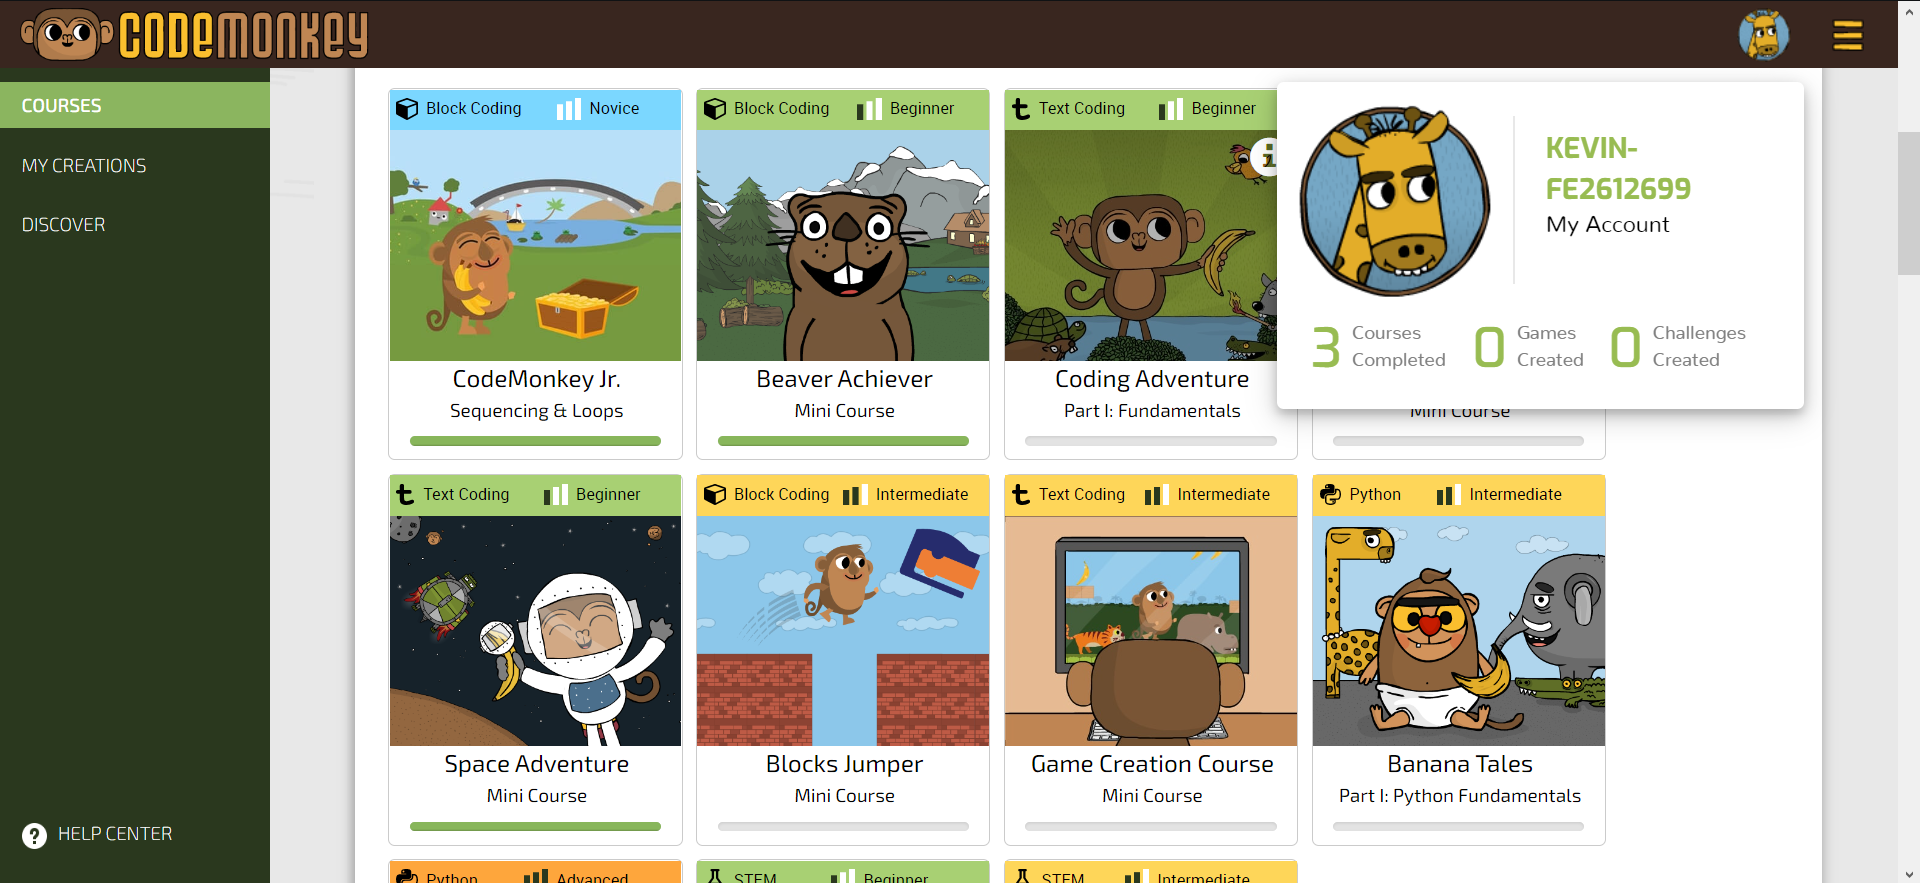 CODEMONKEY
COURSES
MY CREATIONS
DISCOVER
HELP CENTER
Block Coding Novice
CodeMonkey Jr.
Sequencing & Loops
Block Coding Beginner
Beaver Achiever
Mini Course
Text Coding Beginner
i
Coding Adventure
Part I: Fundamentals
Mini Course
KEVIN-
FE2612699
My Account
3 Courses
Completed
0 Games
Created
0 Challenges
Created
Text Coding Beginner
Space Adventure
Mini Course
Block Coding Intermediate
Blocks Jumper
Mini Course
Text Coding Intermediate
Game Creation Course
Mini Course
Python Intermediate
Banana Tales
Part I: Python Fundamentals
Python Advanced
STEM Beginner
STEM Intermediate